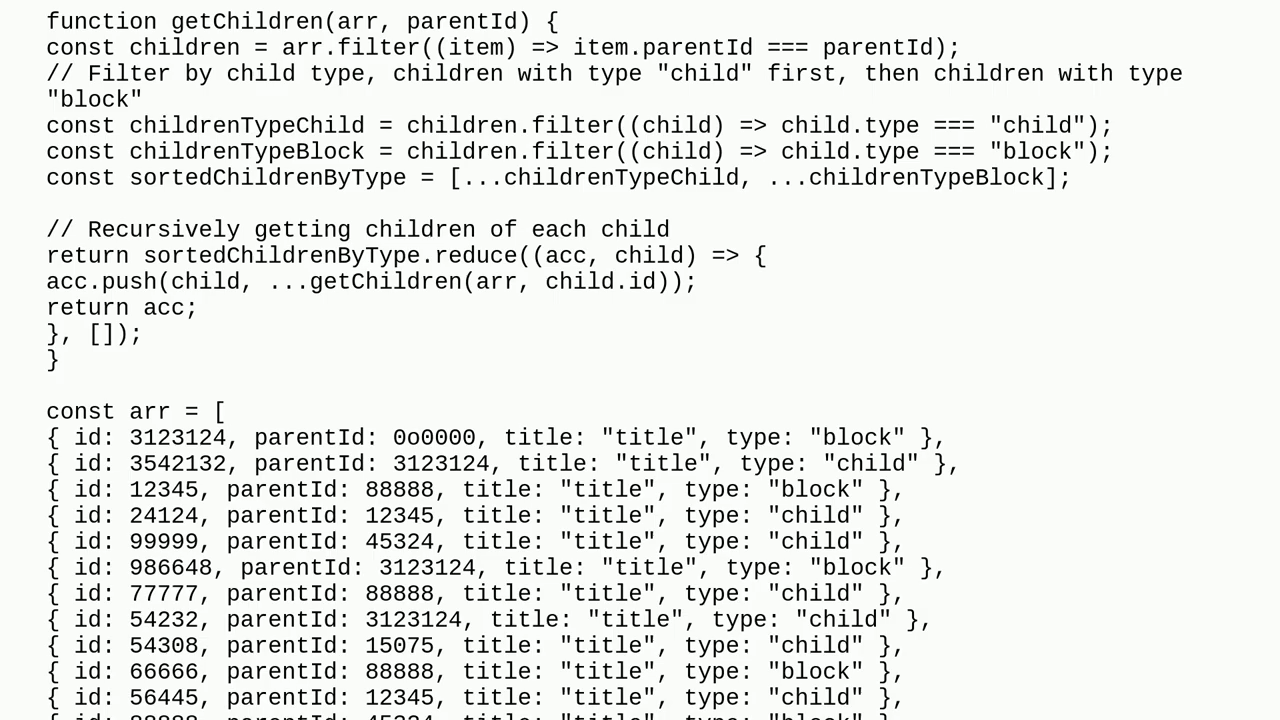 function getChildren(arr, parentId) {
const children = arr.filter((item) => item.parentId === parentId);
// Filter by child type, children with type "child" first, then children with type
"block"
const childrenTypeChild = children.filter((child) => child.type === "child");
const childrenTypeBlock = children.filter((child) => child.type === "block");
const sortedChildrenByType = [...childrenTypeChild, ...childrenTypeBlock];

// Recursively getting children of each child
return sortedChildrenByType.reduce((acc, child) => {
acc.push(child, ...getChildren(arr, child.id));
return acc;
}, []);
}

const arr = [
{ id: 3123124, parentId: 0o0000, title: "title", type: "block" },
{ id: 3542132, parentId: 3123124, title: "title", type: "child" },
{ id: 12345, parentId: 88888, title: "title", type: "block" },
{ id: 24124, parentId: 12345, title: "title", type: "child" },
{ id: 99999, parentId: 45324, title: "title", type: "child" },
{ id: 986648, parentId: 3123124, title: "title", type: "block" },
{ id: 77777, parentId: 88888, title: "title", type: "child" },
{ id: 54232, parentId: 3123124, title: "title", type: "child" },
{ id: 54308, parentId: 15075, title: "title", type: "child" },
{ id: 66666, parentId: 88888, title: "title", type: "block" },
{ id: 56445, parentId: 12345, title: "title", type: "child" },